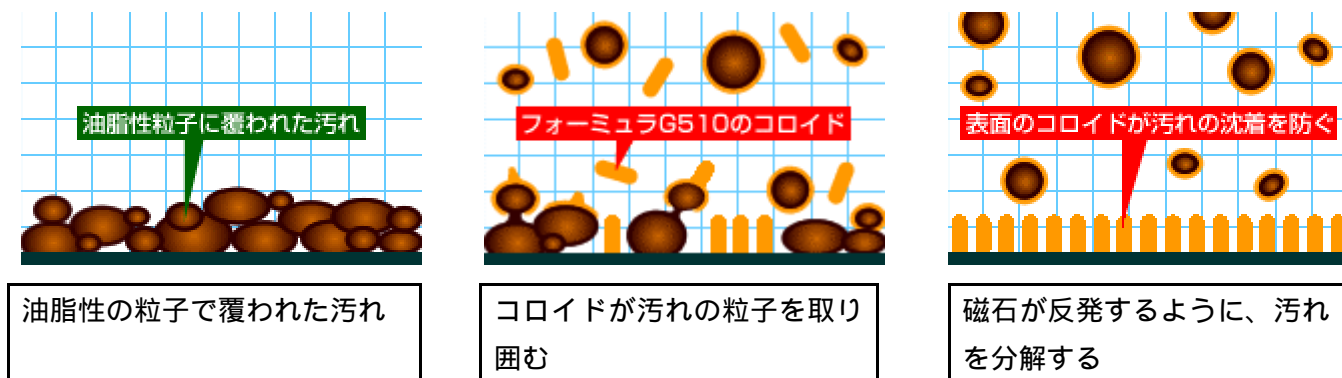 油脂性粒子に覆われた汚れ
フォーミュラG510のコロイド
表面のコロイドが汚れの沈着を防ぐ
油脂性の粒子で覆われた汚れ
コロイドが汚れの粒子を取り
囲む
磁石が反発するように、汚れ
を分解する